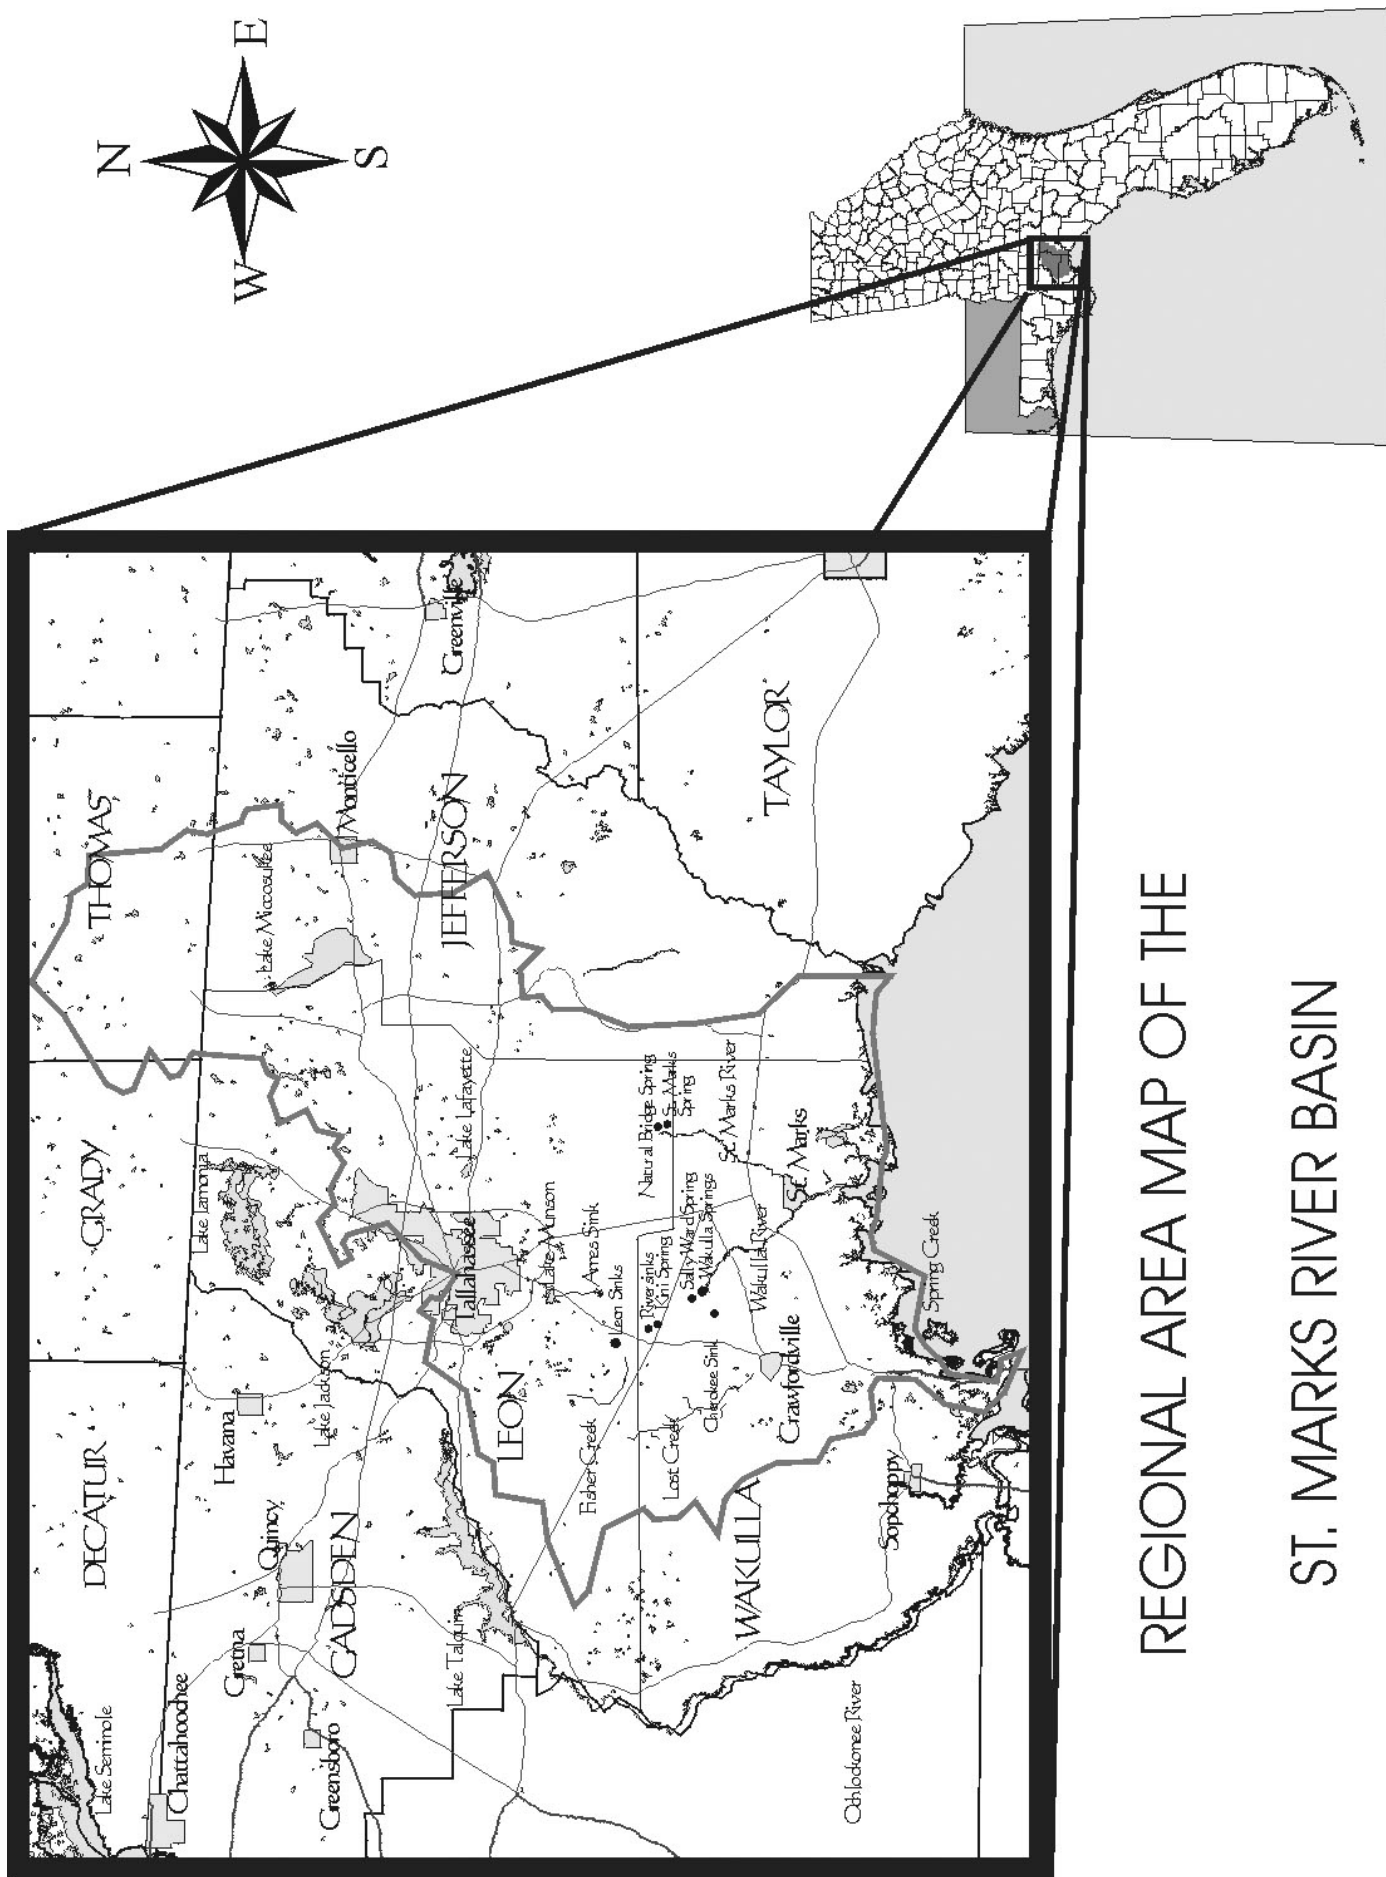 N
E
S
W
THOMAS
GRADY
DECATUR
Lake Seminole
Chattahoochee
Lake Iamonia
Lake Miccosukee
Monticello
Greenville
Havana
Quincy
Gretna
Greensboro
GADSDEN
Lake Jackson
Tallahassee
Lake Lafayette
JEFFERSON
LEON
Lake Talquin
Lake Munson
Ames Sink
Leon Sinks
Fisher Creek
Natural Bridge Spring
St. Marks
Spring
River sinks
Kini Spring
Sally Ward Spring
Wakulla Springs
Lost Creek
Cherokee Sink
St. Marks River
Wakulla River
TAYLOR
WAKULLA
Crawfordville
St. Marks
Sopchoppy
Spring Creek
Ochlockonee River
REGIONAL AREA MAP OF THE
ST. MARKS RIVER BASIN